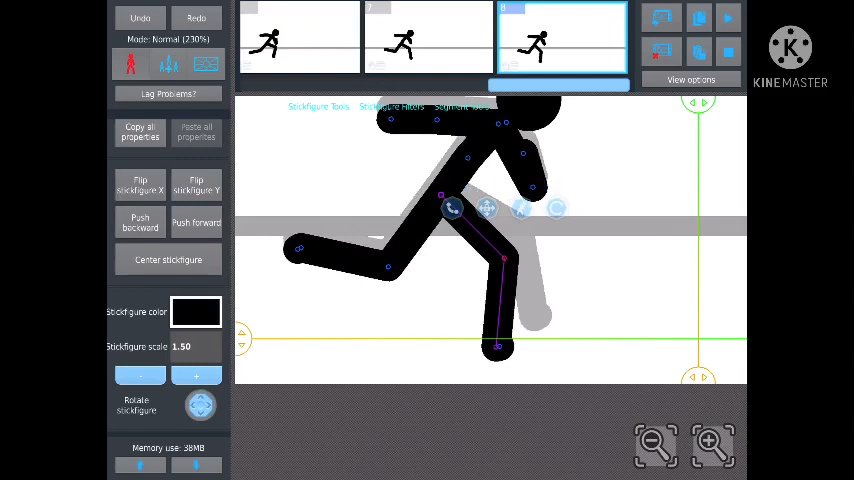 Undo
Redo
Mode: Normal (230%)
Lag Problems?
Copy all properties
Paste all properites
Flip stickfigure X
Flip stickfigure Y
Push backward
Push forward
Center stickfigure
Stickfigure color
Stickfigure scale
1.50
-
+
Rotate stickfigure
Memory use: 38MB
7
8
View options
Stickfigure Tools
Stickfigure Filters
Segment Tools
K
KINEMASTER